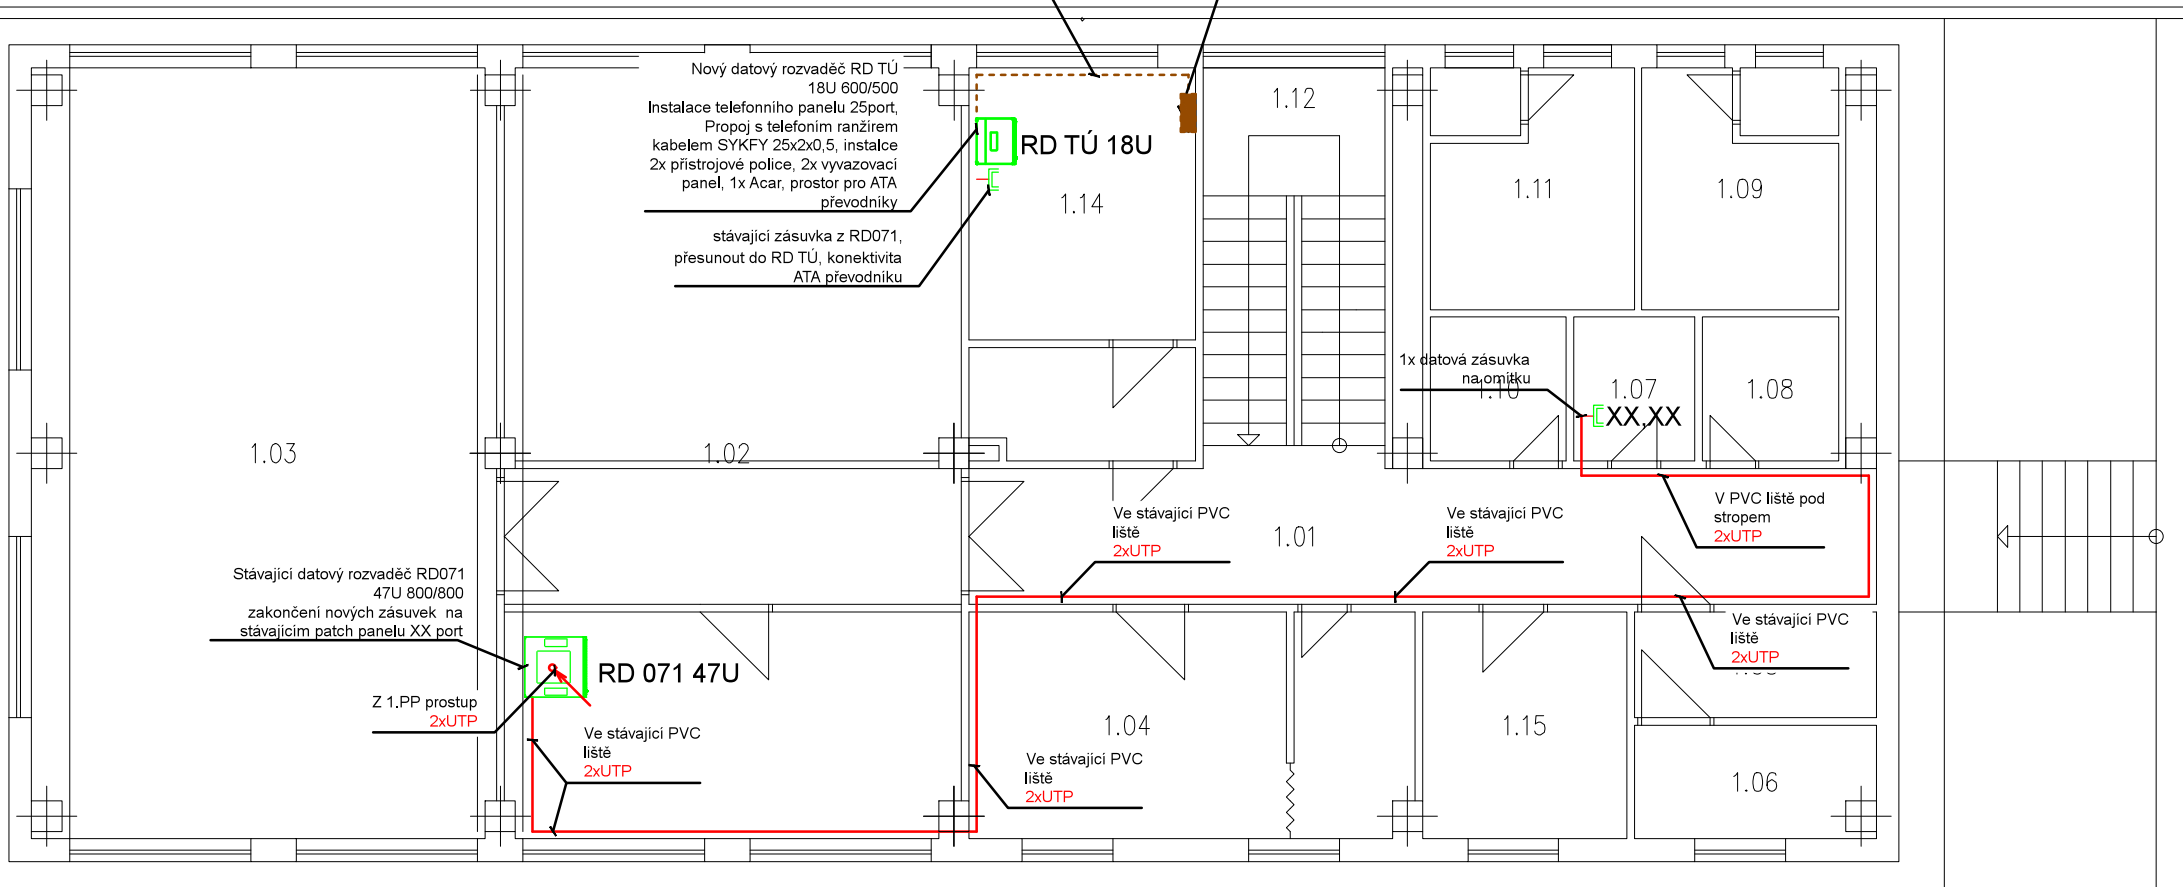 Nový datový rozvaděč RD TÚ
18U 600/500
Instalace telefonního panelu 25port,
Propoj s telefoním ranžirem
kabelem SYKFY 25x2x0,5, instalce
2x přístrojové police, 2x vyvazovací
panel, 1x Acar, prostor pro ATA
převodníky
RD TÚ 18U
1.14
1.12
1.11
1.09
stávající zásuvka z RD071,
přesunout do RD TÚ, konektivita
ATA převodníku
1x datová zásuvka
na omítku
1.10
1.07
1.08
XX.XX
1.03
1.02
Ve stávající PVC
liště
2xUTP
1.01
Ve stávající PVC
liště
2xUTP
V PVC liště pod
stropem
2xUTP
Stávající datový rozvaděč RD071
47U 800/800
zakončení nových zásuvek na
stávajícím patch panelu XX port
RD 071 47U
Z 1.PP prostup
2xUTP
Ve stávající PVC
liště
2xUTP
1.04
Ve stávající PVC
liště
2xUTP
1.15
Ve stávající PVC
liště
2xUTP
1.06